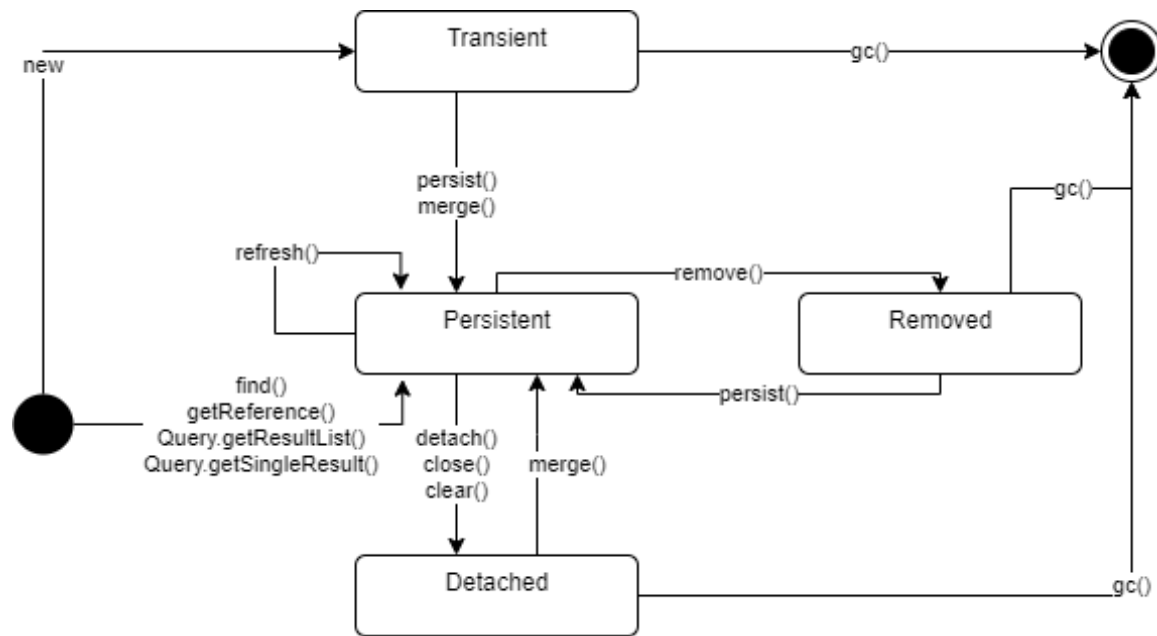 Transient
new
gc()
persist()
merge()
gc()
refresh()
remove()
Persistent
Removed
find()
getReference()
Query.getResultList()
Query.getSingleResult()
persist()
detach()
close()
clear()
merge()
Detached
gc()